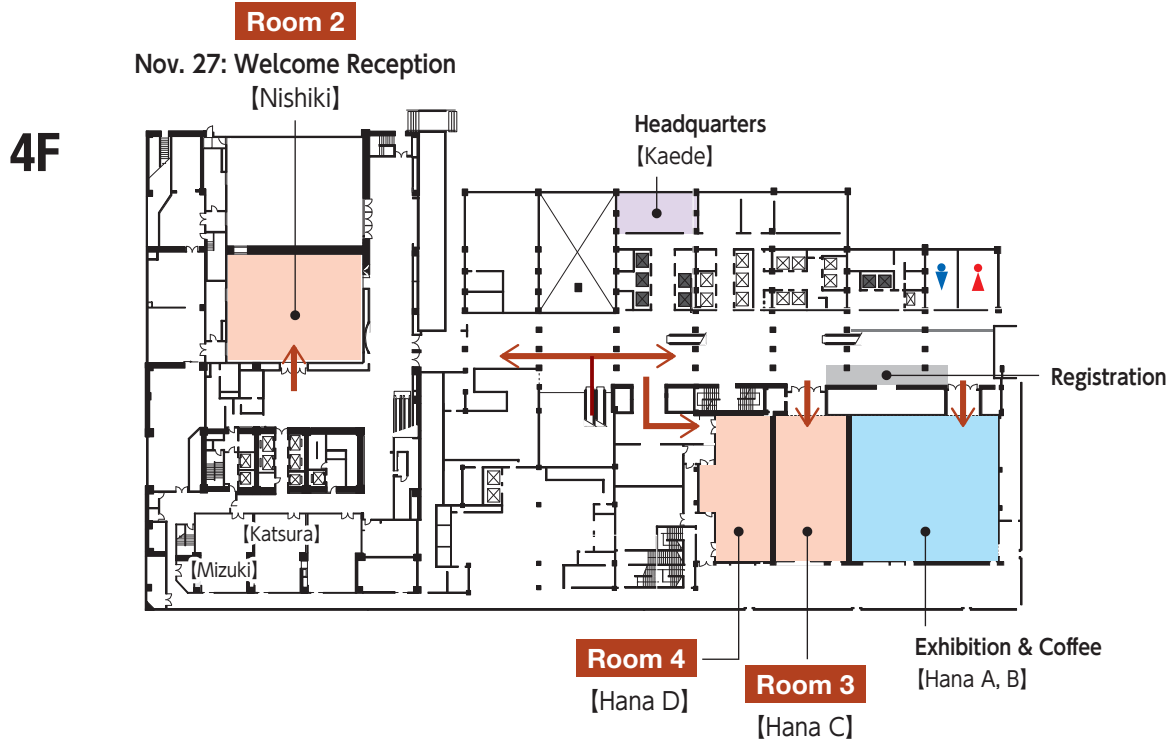 Room 2
Nov. 27: Welcome Reception
【Nishiki】
4F
Headquarters
【Kaede】
Registration
【Katsura】
【Mizuki】
Room 4
【Hana D】
Room 3
【Hana C】
Exhibition & Coffee
【Hana A, B】